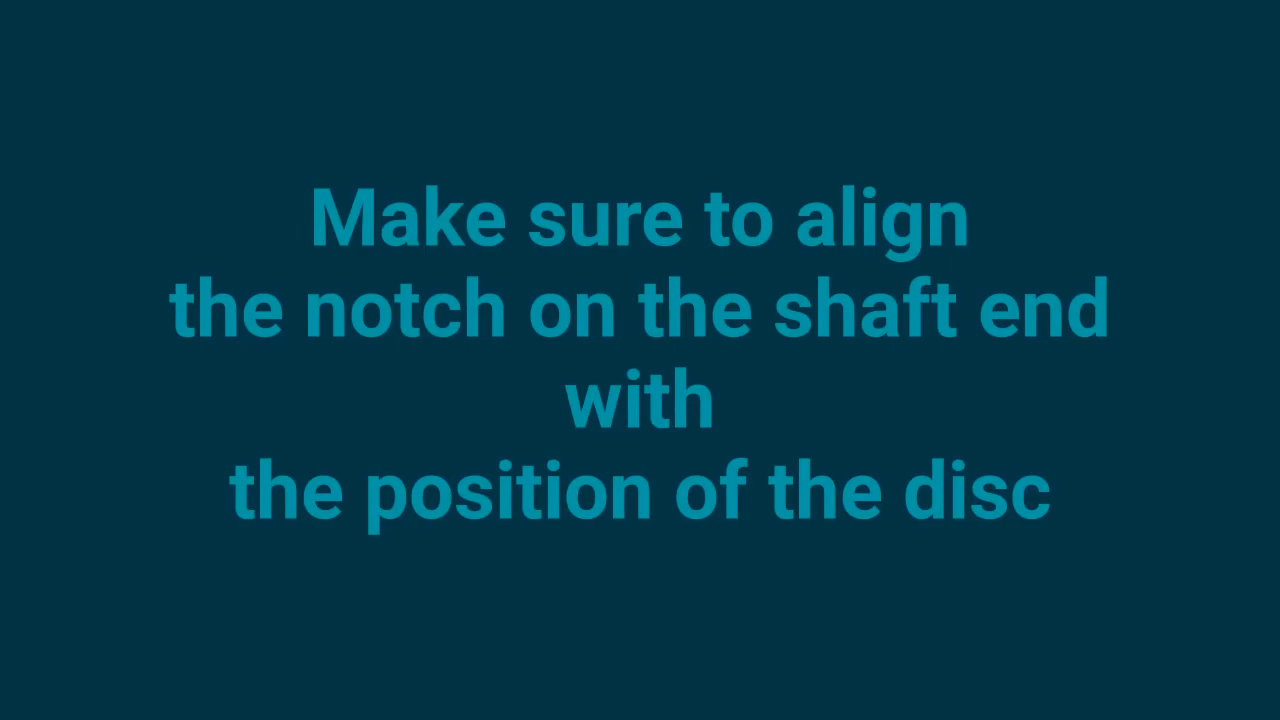 Make sure to align
the notch on the shaft end
with
the position of the disc